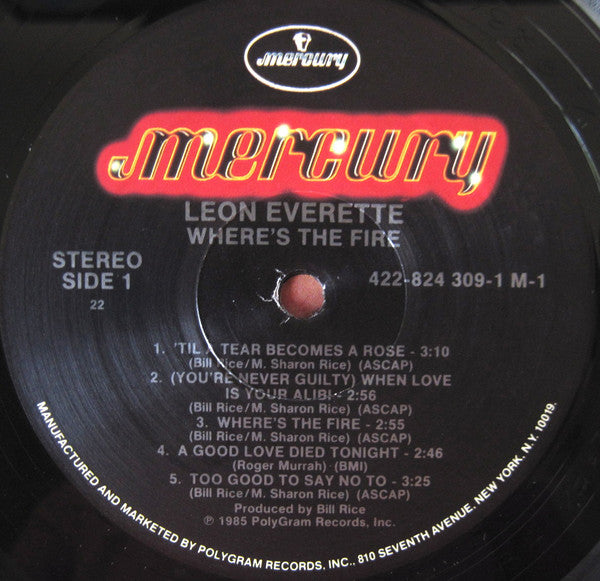 mercury
mercury
LEON EVERETTE
WHERE'S THE FIRE
STEREO
SIDE 1
422-824 309-1 M-1
22
1. 'TIL A TEAR BECOMES A ROSE - 3:10
(Bill Rice/M. Sharon Rice) (ASCAP)
2. (YOU'RE NEVER GUILTY) WHEN LOVE
IS YOUR ALIBI - 2:56
(Bill Rice/M. Sharon Rice) (ASCAP)
3. WHERE'S THE FIRE - 2:55
(Bill Rice/M. Sharon Rice) (ASCAP)
4. A GOOD LOVE DIED TONIGHT - 2:46
(Roger Murrah) (BMI)
5. TOO GOOD TO SAY NO TO - 3:25
(Bill Rice/M. Sharon Rice) (ASCAP)
Produced by Bill Rice
℗ 1985 PolyGram Records, Inc.
MANUFACTURED AND MARKETED BY POLYGRAM RECORDS, INC., 810 SEVENTH AVENUE, NEW YORK, N.Y. 10019.